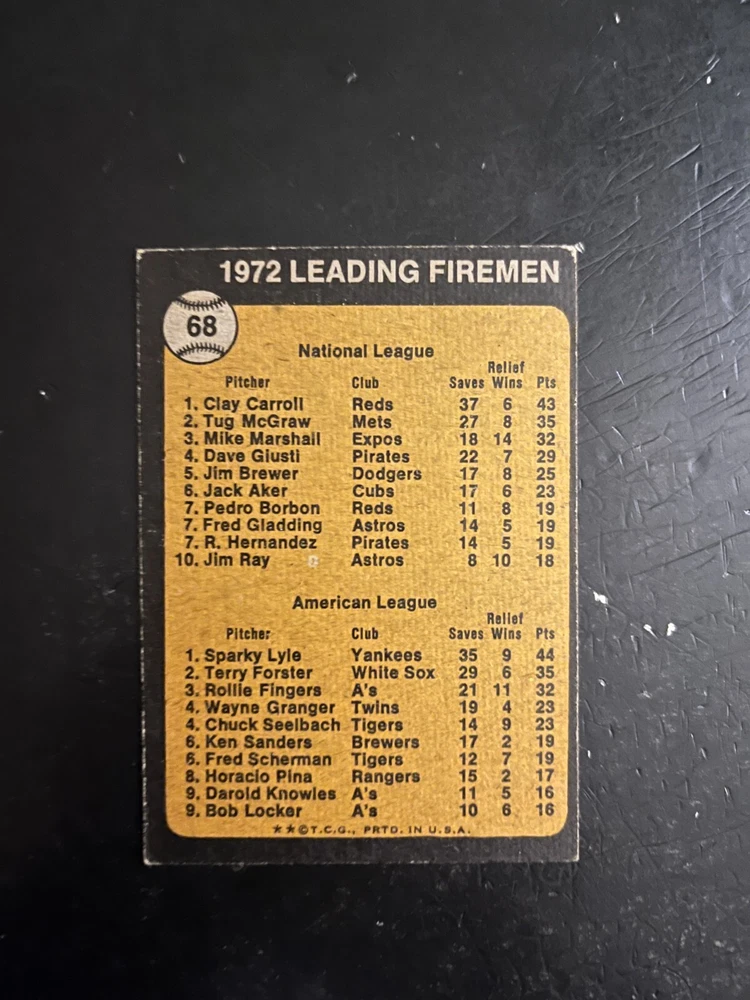 1972 LEADING FIREMEN
68
National League
Relief
Pitcher Club Saves Wins Pts
1. Clay Carroll Reds 37 6 43
2. Tug McGraw Mets 27 8 35
3. Mike Marshall Expos 18 14 32
4. Dave Giusti Pirates 22 7 29
5. Jim Brewer Dodgers 17 8 25
6. Jack Aker Cubs 17 6 23
7. Pedro Borbon Reds 11 8 19
7. Fred Gladding Astros 14 5 19
7. R. Hernandez Pirates 14 5 19
10. Jim Ray Astros 8 10 18
American League
Relief
Pitcher Club Saves Wins Pts
1. Sparky Lyle Yankees 35 9 44
2. Terry Forster White Sox 29 6 35
3. Rollie Fingers A's 21 11 32
4. Wayne Granger Twins 19 4 23
4. Chuck Seelbach Tigers 14 9 23
6. Ken Sanders Brewers 17 2 19
6. Fred Scherman Tigers 12 7 19
8. Horacio Pina Rangers 15 2 17
9. Darold Knowles A's 11 5 16
9. Bob Locker A's 10 6 16
★★©T.C.G., PRTD. IN U.S.A.